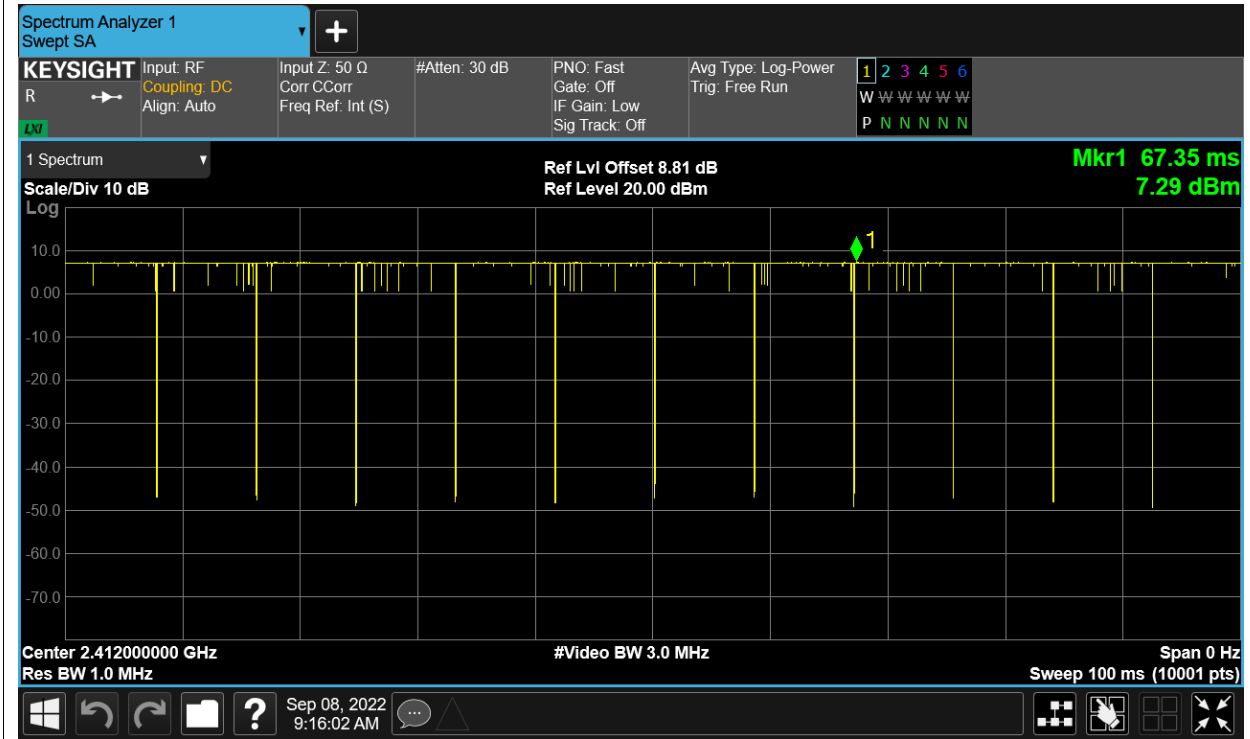 Spectrum Analyzer 1
Swept SA
KEYSIGHT
R
LXI
Input: RF
Coupling: DC
Align: Auto
Input Z: 50 Ω
Corr CCorr
Freq Ref: Int (S)
#Atten: 30 dB
PNO: Fast
Gate: Off
IF Gain: Low
Sig Track: Off
Avg Type: Log-Power
Trig: Free Run
1 2 3 4 5 6
W W W W W W
P N N N N N
1 Spectrum
Scale/Div 10 dB
Ref Lvl Offset 8.81 dB
Ref Level 20.00 dBm
Mkr1 67.35 ms
7.29 dBm
Log
1
10.0
0.00
-10.0
-20.0
-30.0
-40.0
-50.0
-60.0
-70.0
Center 2.412000000 GHz
Res BW 1.0 MHz
#Video BW 3.0 MHz
Span 0 Hz
Sweep 100 ms (10001 pts)
?
Sep 08, 2022
9:16:02 AM